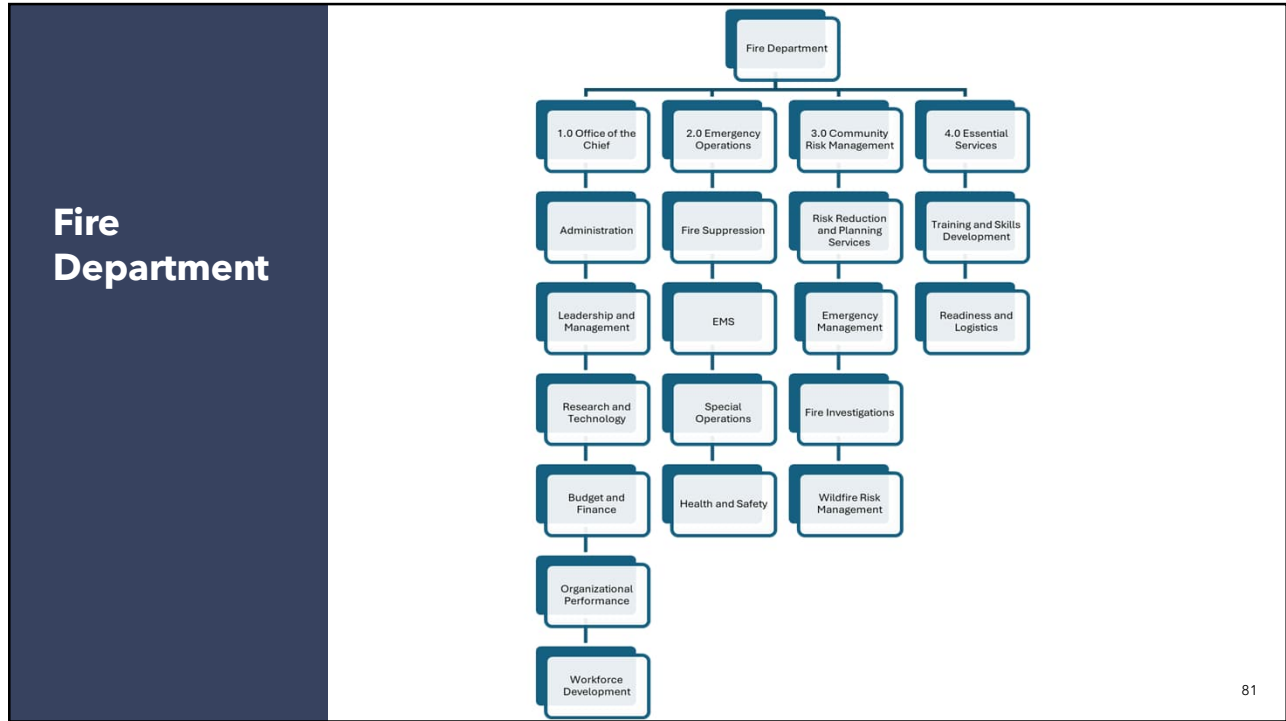 Fire
Department
Fire Department
1.0 Office of the
Chief
Administration
Leadership and
Management
Research and
Technology
Budget and
Finance
Organizational
Performance
Workforce
Development
2.0 Emergency
Operations
Fire Suppression
EMS
Special
Operations
Health and Safety
3.0 Community
Risk Management
Risk Reduction
and Planning
Services
Emergency
Management
Fire Investigations
Wildfire Risk
Management
4.0 Essential
Services
Training and Skills
Development
Readiness and
Logistics
81